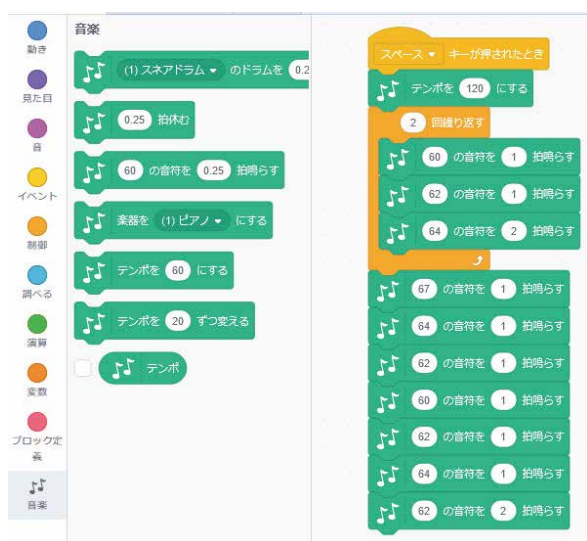 動き
見た目
音
イベント
制御
調べる
演算
変数
ブロック定
義
音楽
音楽
(1) スネアドラム のドラムを 0.2
0.25 拍休む
60 の音符を 0.25 拍鳴らす
楽器を (1) ピアノ にする
テンポを 60 にする
テンポを 20 ずつ変える
テンポ
スペース キーが押されたとき
テンポを 120 にする
2 回繰り返す
60 の音符を 1 拍鳴らす
62 の音符を 1 拍鳴らす
64 の音符を 2 拍鳴らす
67 の音符を 1 拍鳴らす
64 の音符を 1 拍鳴らす
62 の音符を 1 拍鳴らす
60 の音符を 1 拍鳴らす
62 の音符を 1 拍鳴らす
64 の音符を 1 拍鳴らす
62 の音符を 2 拍鳴らす